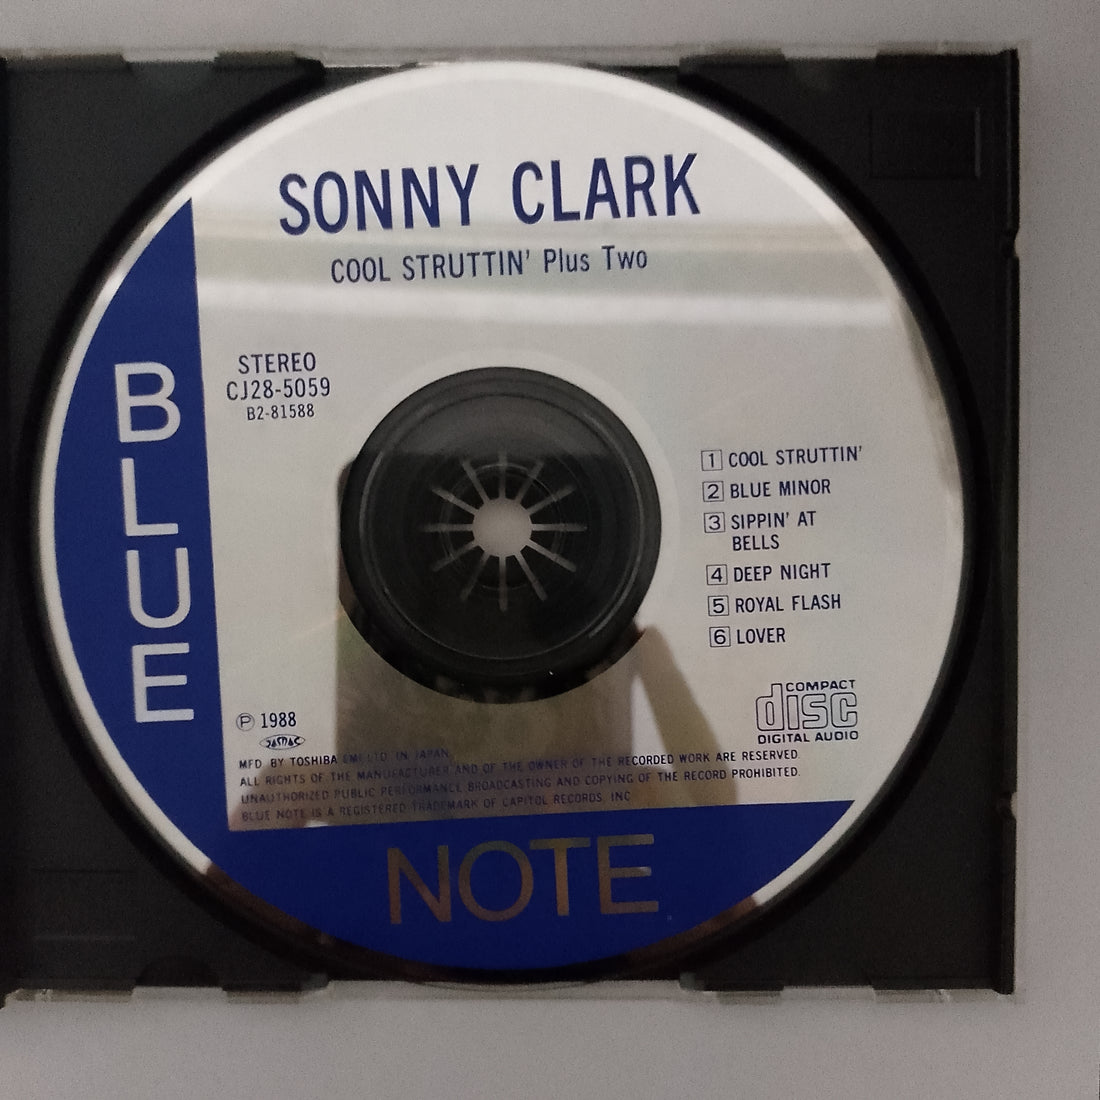 SONNY CLARK
COOL STRUTTIN' Plus Two
STEREO
CJ28-5059
B2-81588
1 COOL STRUTTIN'
2 BLUE MINOR
3 SIPPIN' AT
BELLS
4 DEEP NIGHT
5 ROYAL FLASH
6 LOVER
BLUE
COMPACT
disc
DIGITAL AUDIO
Ⓟ 1988
JASRAC
MFD BY TOSHIBA EMI LTD. IN JAPAN.
ALL RIGHTS OF THE MANUFACTURER AND OF THE OWNER OF THE RECORDED WORK ARE RESERVED.
UNAUTHORIZED PUBLIC PERFORMANCE BROADCASTING AND COPYING OF THE RECORD PROHIBITED.
BLUE NOTE IS A REGISTERED TRADEMARK OF CAPITOL RECORDS, INC
NOTE